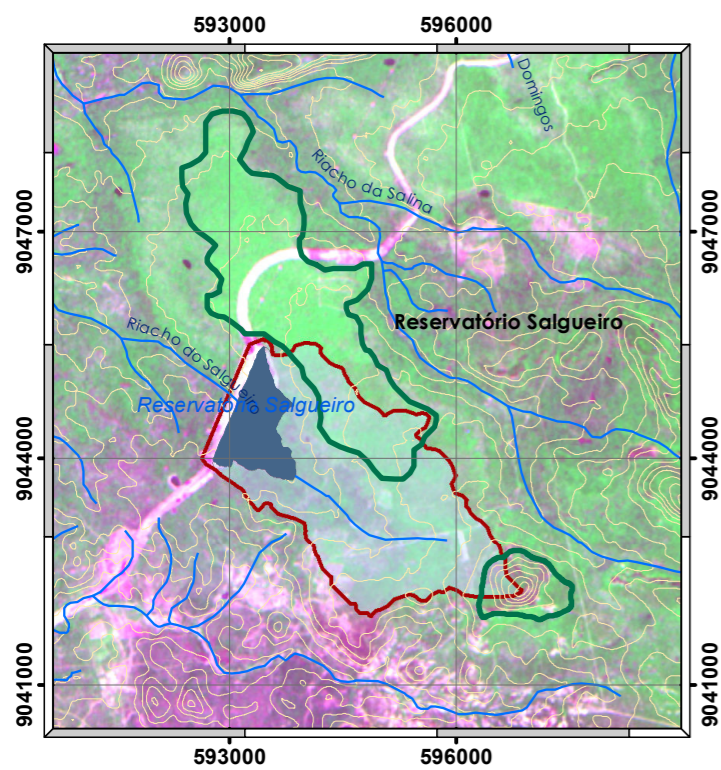 593000
596000
Domingos
Riacho da Salina
9047000
9047000
Reservatório Salgueiro
Riacho do Salgueiro
Reservatório Salgueiro
9044000
9044000
9041000
9041000
593000
596000